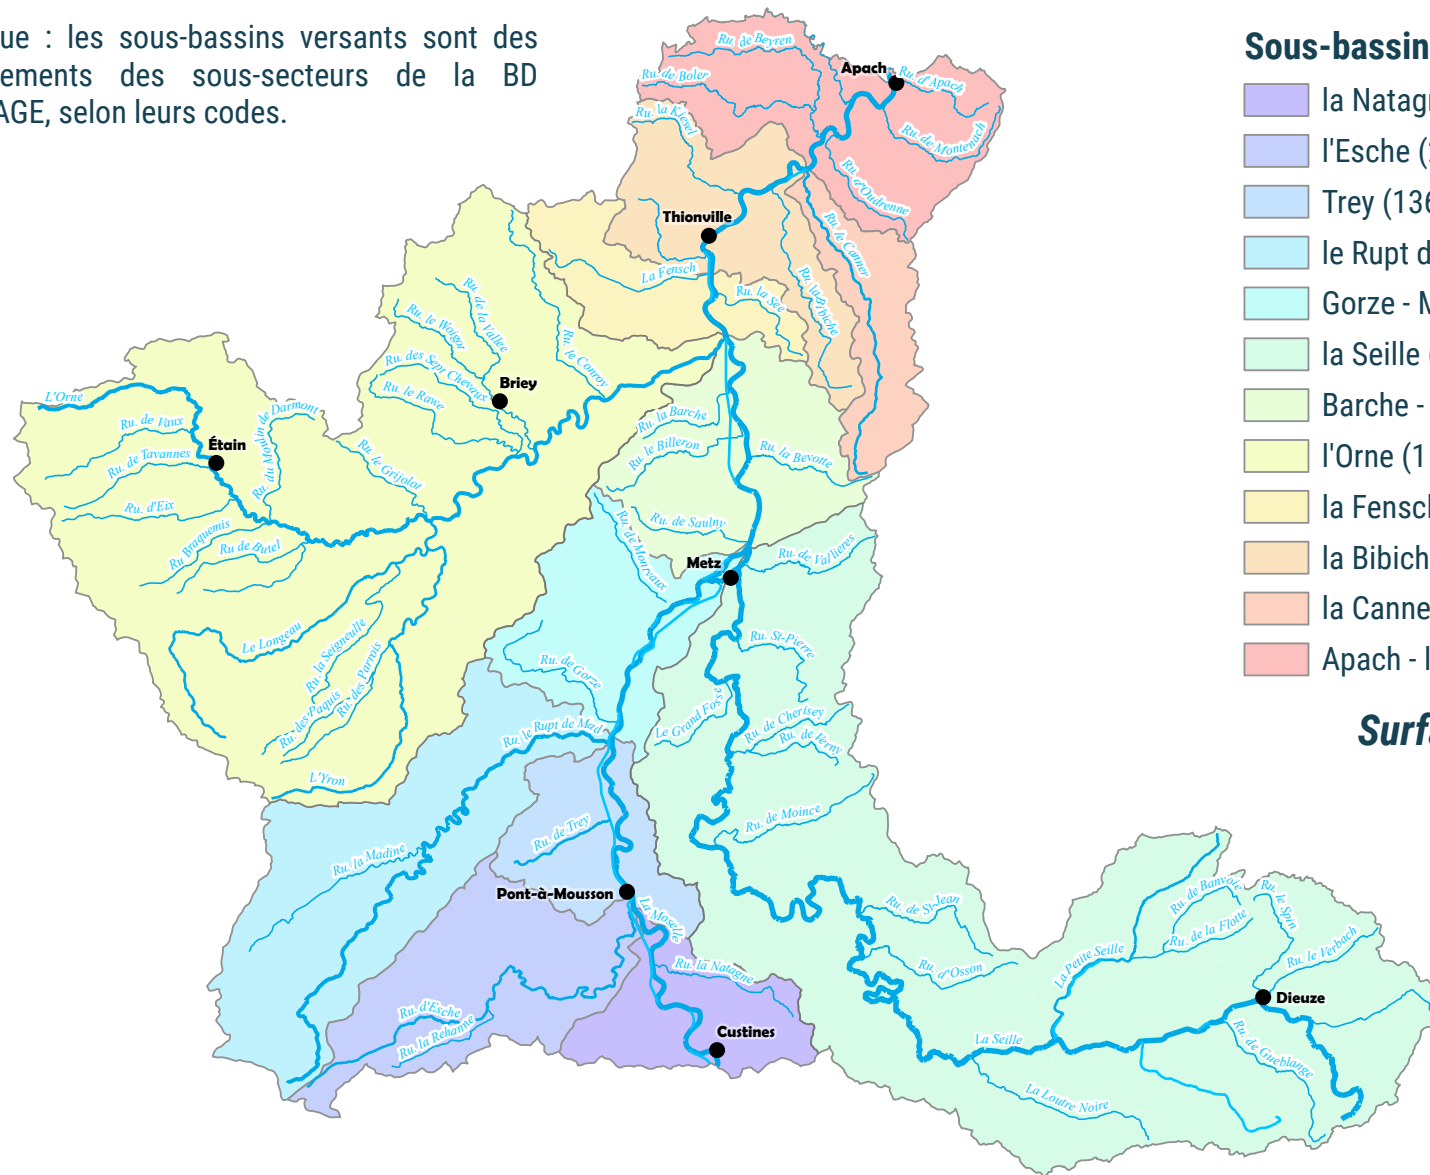 ue : les sous-bassins versants sont des
ements des sous-secteurs de la BD
AGE, selon leurs codes.
Sous-bassin
la Natag
l'Esche (
Trey (136
le Rupt d
Gorze - M
la Seille
Barche -
l'Orne (1
la Fensch
la Bibich
la Canne
Apach - l
Surf
Ru. de Beyren
Ru. de Boler
Apach
Ru. d'Apach
Ru. la Kiesel
Ru. de Montenach
Ru. d'Oudrenne
Thionville
Ru. le Canner
La Fensch
Ru. la Bibiche
Ru. la See
Ru. de la Vallee
Ru. le Woigot
Ru. le Conroy
Ru. des Sept Chevaux
Briey
Ru. le Rawe
L'Orne
Ru. de Vaux
Ru. du Moulin de Darmont
Étain
Ru. de Tavannes
Ru. le Grijolot
Ru. d'Eix
Ru Braquemis
Ru de Butel
Ru. la Barche
Ru. le Billeron
Ru. la Bevotte
Ru. de Saulny
Ru. de Montvaux
Metz
Ru. de Vallieres
Le Longeau
Ru. la Seigneulle
Ru. des Parrois
Ru. des Paquis
L'Yron
Ru. de Gorze
Ru. St-Pierre
Le Grand Fosse
Ru. le Rupt de Mad
Ru. de Cherisey
Ru. de Ferny
Ru. de Moince
Ru. de Trey
Ru. la Madine
Pont-à-Mousson
La Moselle
Ru. de St-Jean
Ru. d'Osson
Ru. de Banvoie
Ru. le Spin
Ru. de la Flotte
Ru. le Verbach
La Petite Seille
Ru. la Natagne
Dieuze
Ru. d'Esche
Ru. la Rehanne
Custines
La Seille
Ru. de Gueblange
La Loutre Noire